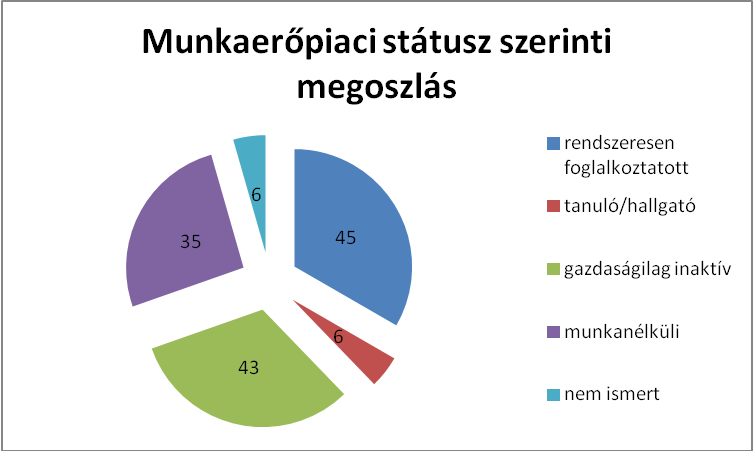 Munkaerőpiaci státusz szerinti
megoszlás
rendszeresen
foglalkoztatott
tanuló/hallgató
gazdaságilag inaktív
munkanélküli
nem ismert
6
45
35
6
43